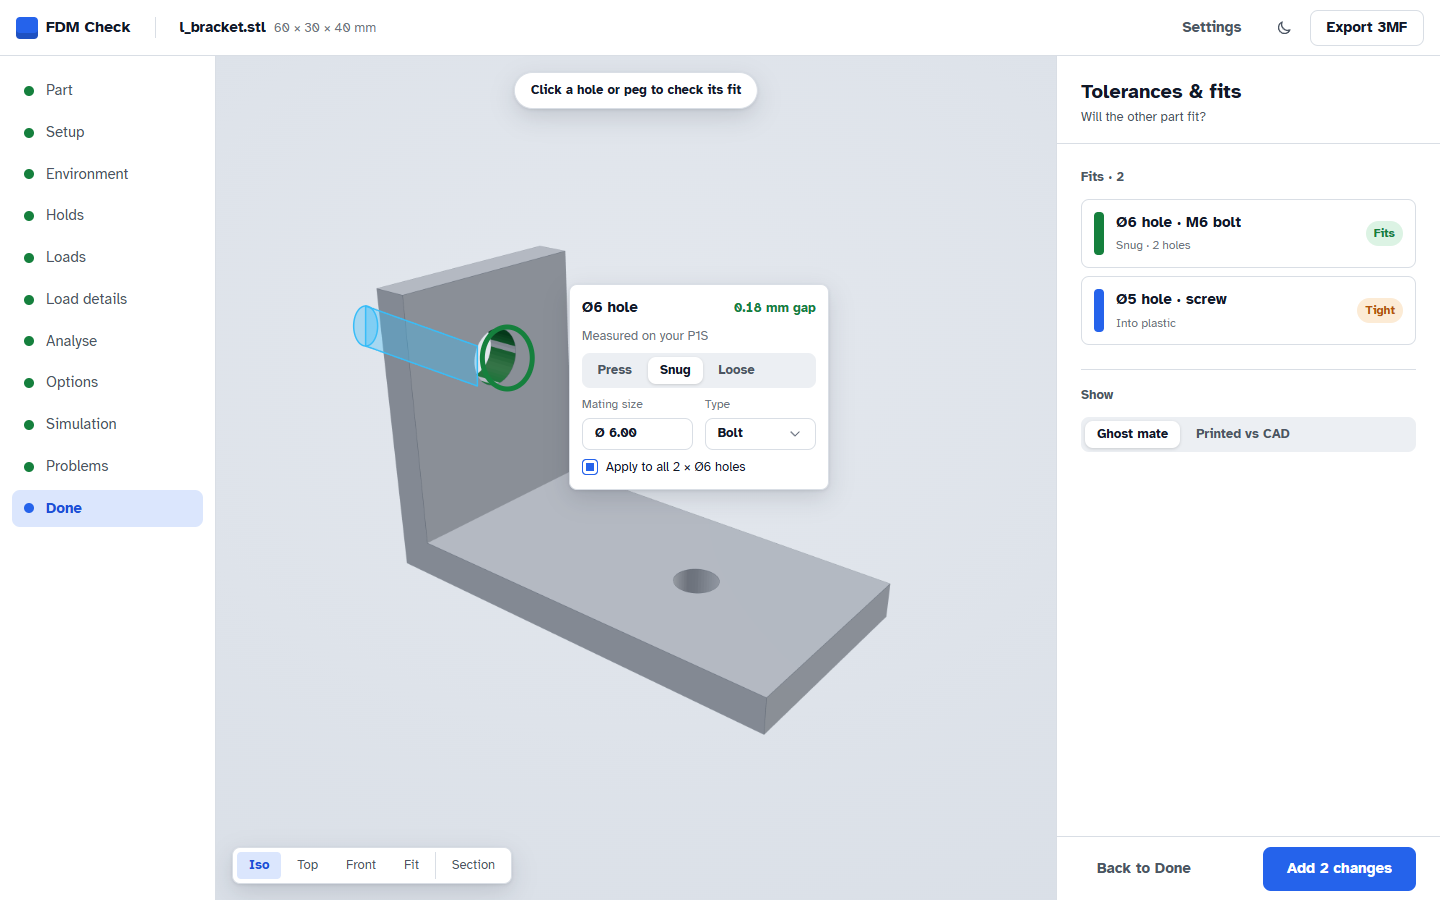 FDM Check
l_bracket.stl 60 × 30 × 40 mm
Settings
Export 3MF
Part
Setup
Environment
Holds
Loads
Load details
Analyse
Options
Simulation
Problems
Done
Click a hole or peg to check its fit
Ø6 hole
0.18 mm gap
Measured on your P1S
Press
Snug
Loose
Mating size
Type
Ø 6.00
Bolt
Apply to all 2 × Ø6 holes
Iso
Top
Front
Fit
Section
Tolerances & fits
Will the other part fit?
Fits · 2
Ø6 hole · M6 bolt
Snug · 2 holes
Fits
Ø5 hole · screw
Into plastic
Tight
Show
Ghost mate
Printed vs CAD
Back to Done
Add 2 changes